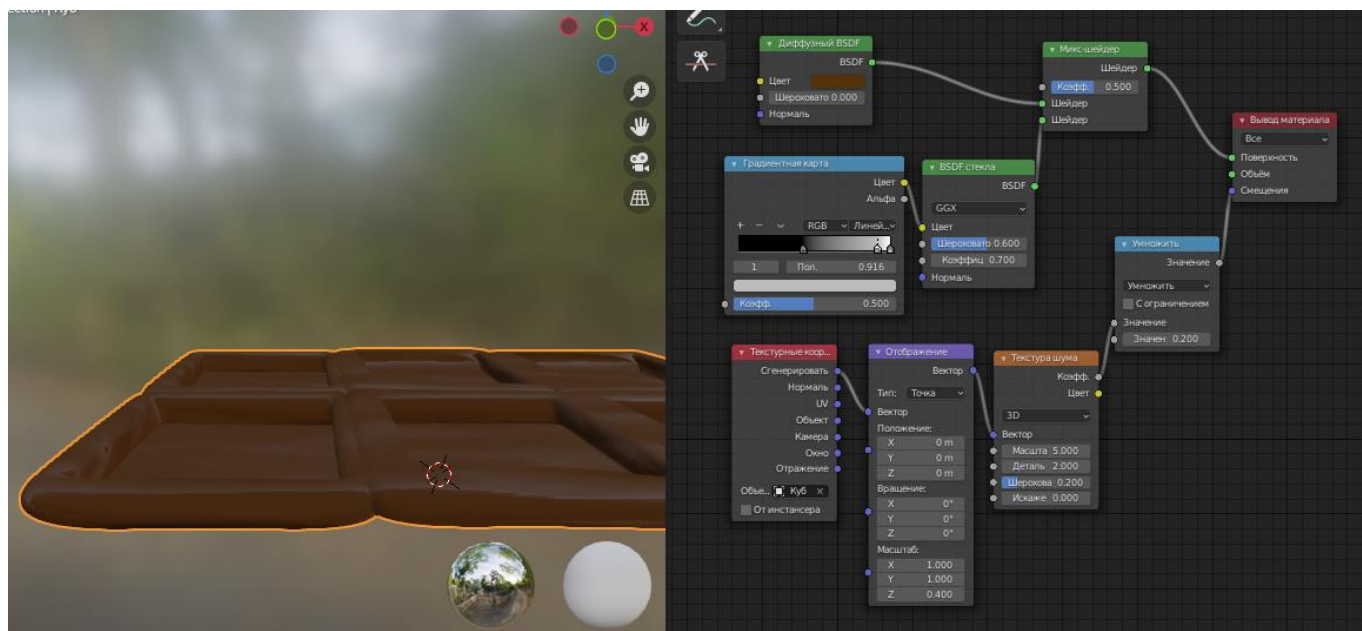 X
Диффузный BSDF
BSDF
Цвет
Шероховато 0.000
Нормаль
Микс-шейдер
Шейдер
Коэфф. 0.500
Шейдер
Шейдер
Вывод материала
Все
Поверхность
Объём
Смещения
Градиентная карта
Цвет
Альфа
+ −
RGB Линей...
1 Поз. 0.916
Коэфф. 0.500
BSDF стекла
BSDF
GGX
Цвет
Шероховато 0.600
Коэффиц 0.700
Нормаль
Умножить
Значение
Умножить
С ограничением
Значение
Значен 0.200
Текстурные коор...
Сгенерировать
Нормаль
UV
Объект
Камера
Окно
Отражение
Объе.. Куб ×
От инстансера
Отображение
Вектор
Тип: Точка
Вектор
Положение:
X 0 m
Y 0 m
Z 0 m
Вращение:
X 0°
Y 0°
Z 0°
Масштаб:
X 1.000
Y 1.000
Z 0.400
Текстура шума
Коэфф.
Цвет
3D
Вектор
Масшта 5.000
Деталь 2.000
Шерохова 0.200
Искаже 0.000